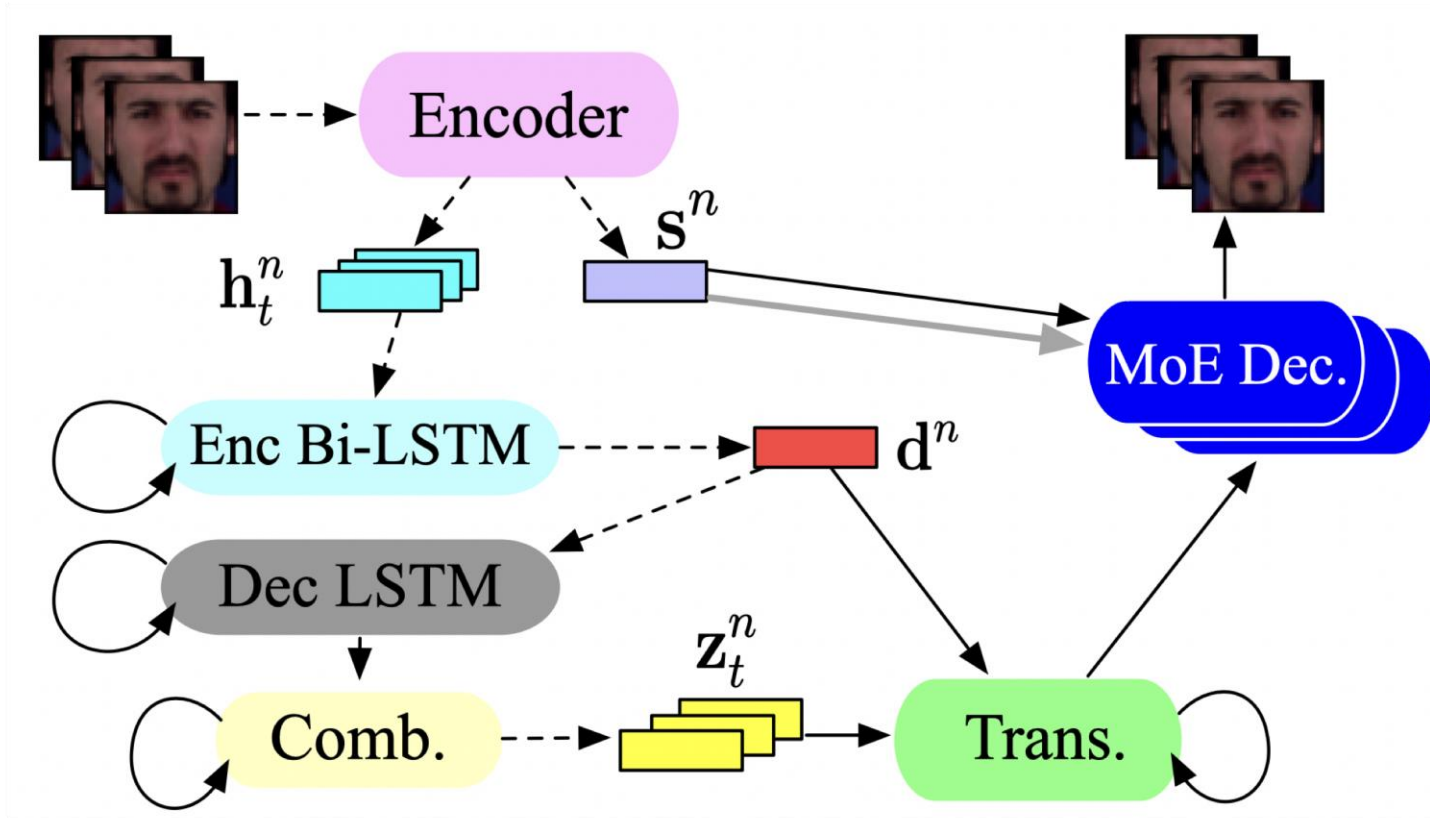 Encoder
s^n
h_t^n
MoE Dec.
Enc Bi-LSTM
d^n
Dec LSTM
z_t^n
Comb.
Trans.